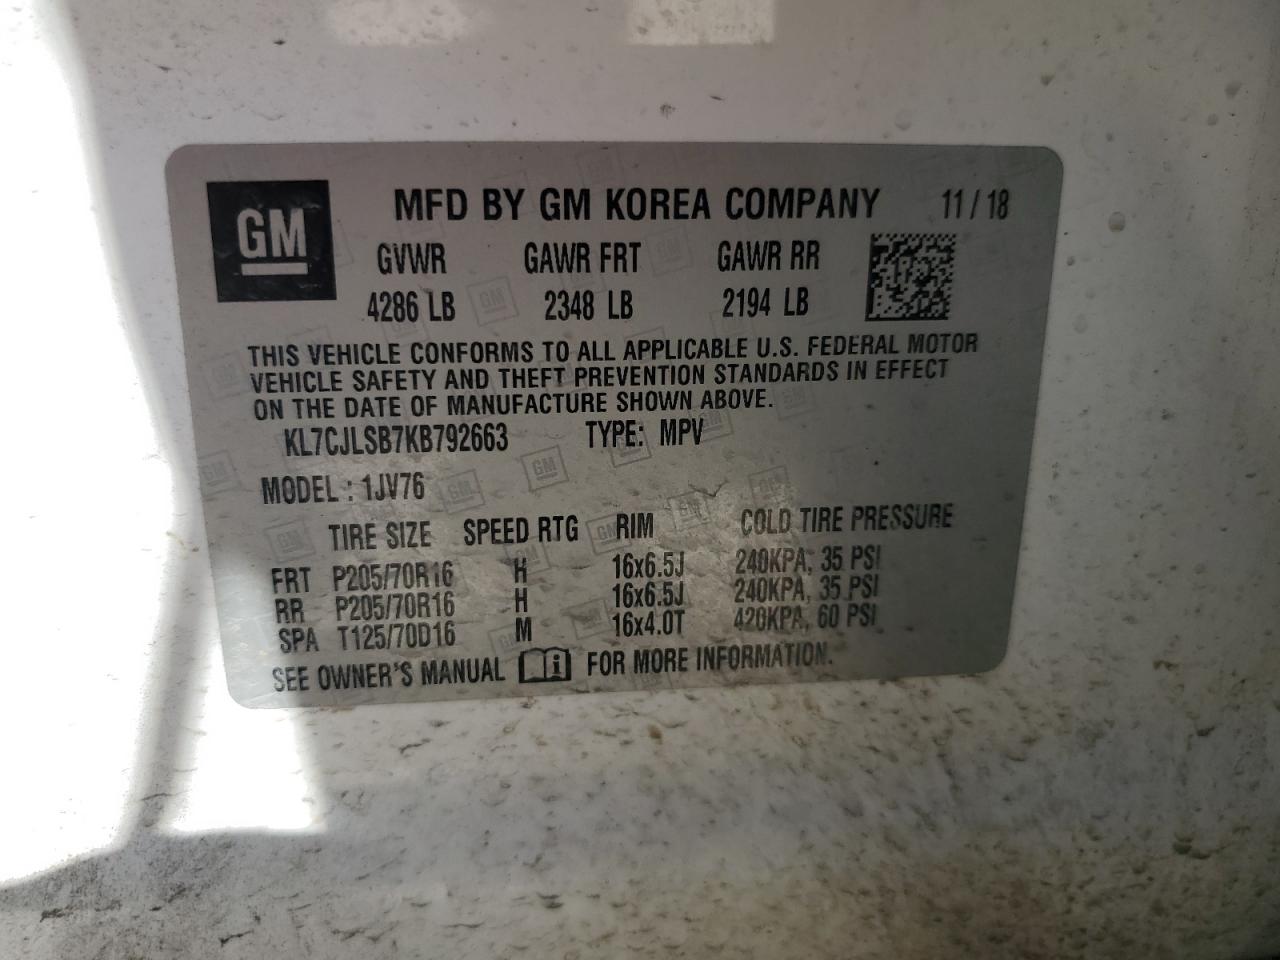 GM
MFD BY GM KOREA COMPANY 11 / 18
GVWR GAWR FRT GAWR RR
4286 LB 2348 LB 2194 LB
THIS VEHICLE CONFORMS TO ALL APPLICABLE U.S. FEDERAL MOTOR
VEHICLE SAFETY AND THEFT PREVENTION STANDARDS IN EFFECT
ON THE DATE OF MANUFACTURE SHOWN ABOVE.
KL7CJLSB7KB792663 TYPE: MPV
MODEL : 1JV76
TIRE SIZE SPEED RTG RIM COLD TIRE PRESSURE
FRT P205/70R16 H 16x6.5J 240KPA, 35 PSI
RR P205/70R16 H 16x6.5J 240KPA, 35 PSI
SPA T125/70D16 M 16x4.0T 420KPA, 60 PSI
SEE OWNER'S MANUAL FOR MORE INFORMATION.